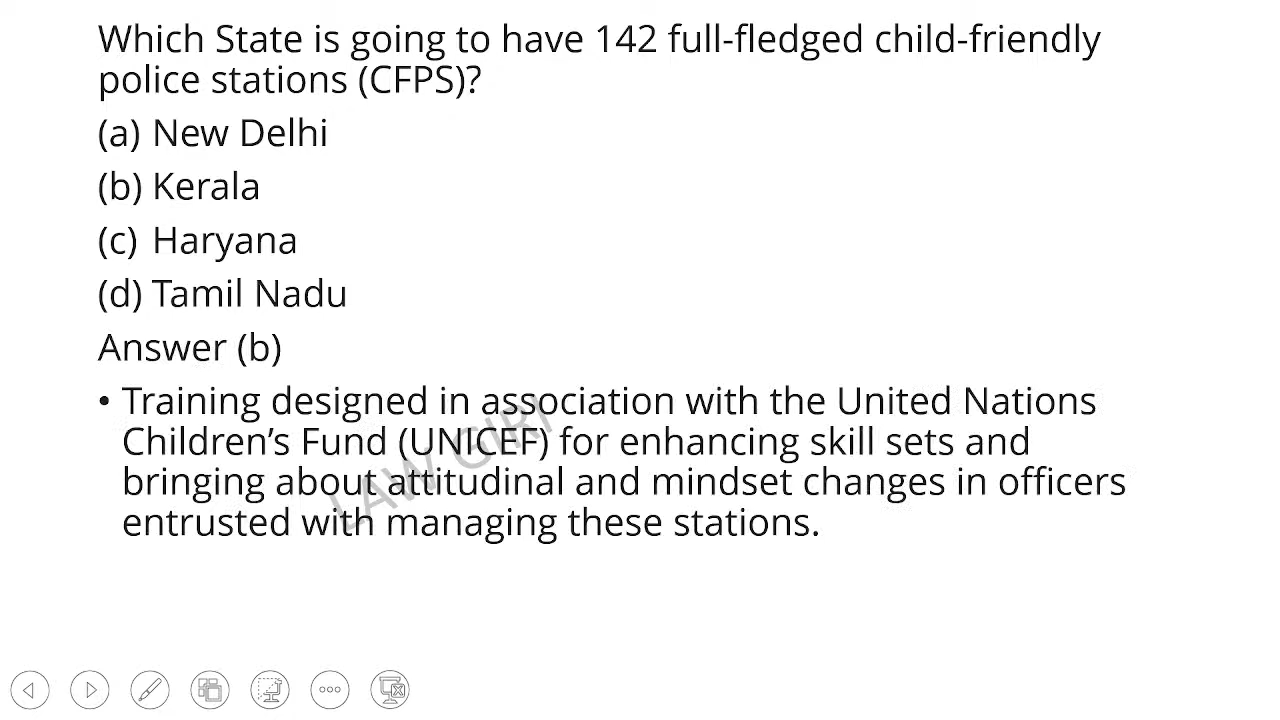 Which State is going to have 142 full-fledged child-friendly
police stations (CFPS)?
(a) New Delhi
(b) Kerala
(c) Haryana
(d) Tamil Nadu
Answer (b)
• Training designed in association with the United Nations
Children’s Fund (UNICEF) for enhancing skill sets and
bringing about attitudinal and mindset changes in officers
entrusted with managing these stations.
LAW GIRI